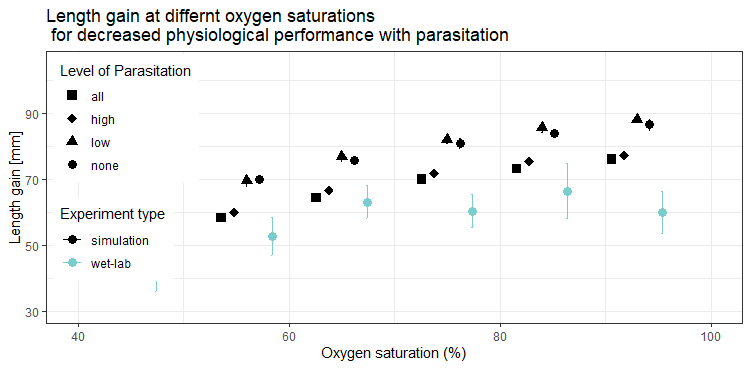 Length gain at differnt oxygen saturations
for decreased physiological performance with parasitation
Level of Parasitation
all
high
low
none
Experiment type
simulation
wet-lab
Length gain [mm]
90
70
50
30
40
60
80
100
Oxygen saturation (%)